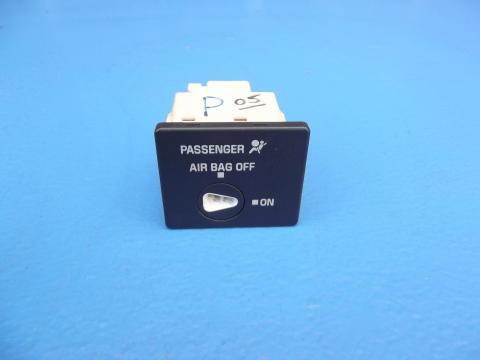 P 05
PASSENGER
AIR BAG OFF
ON